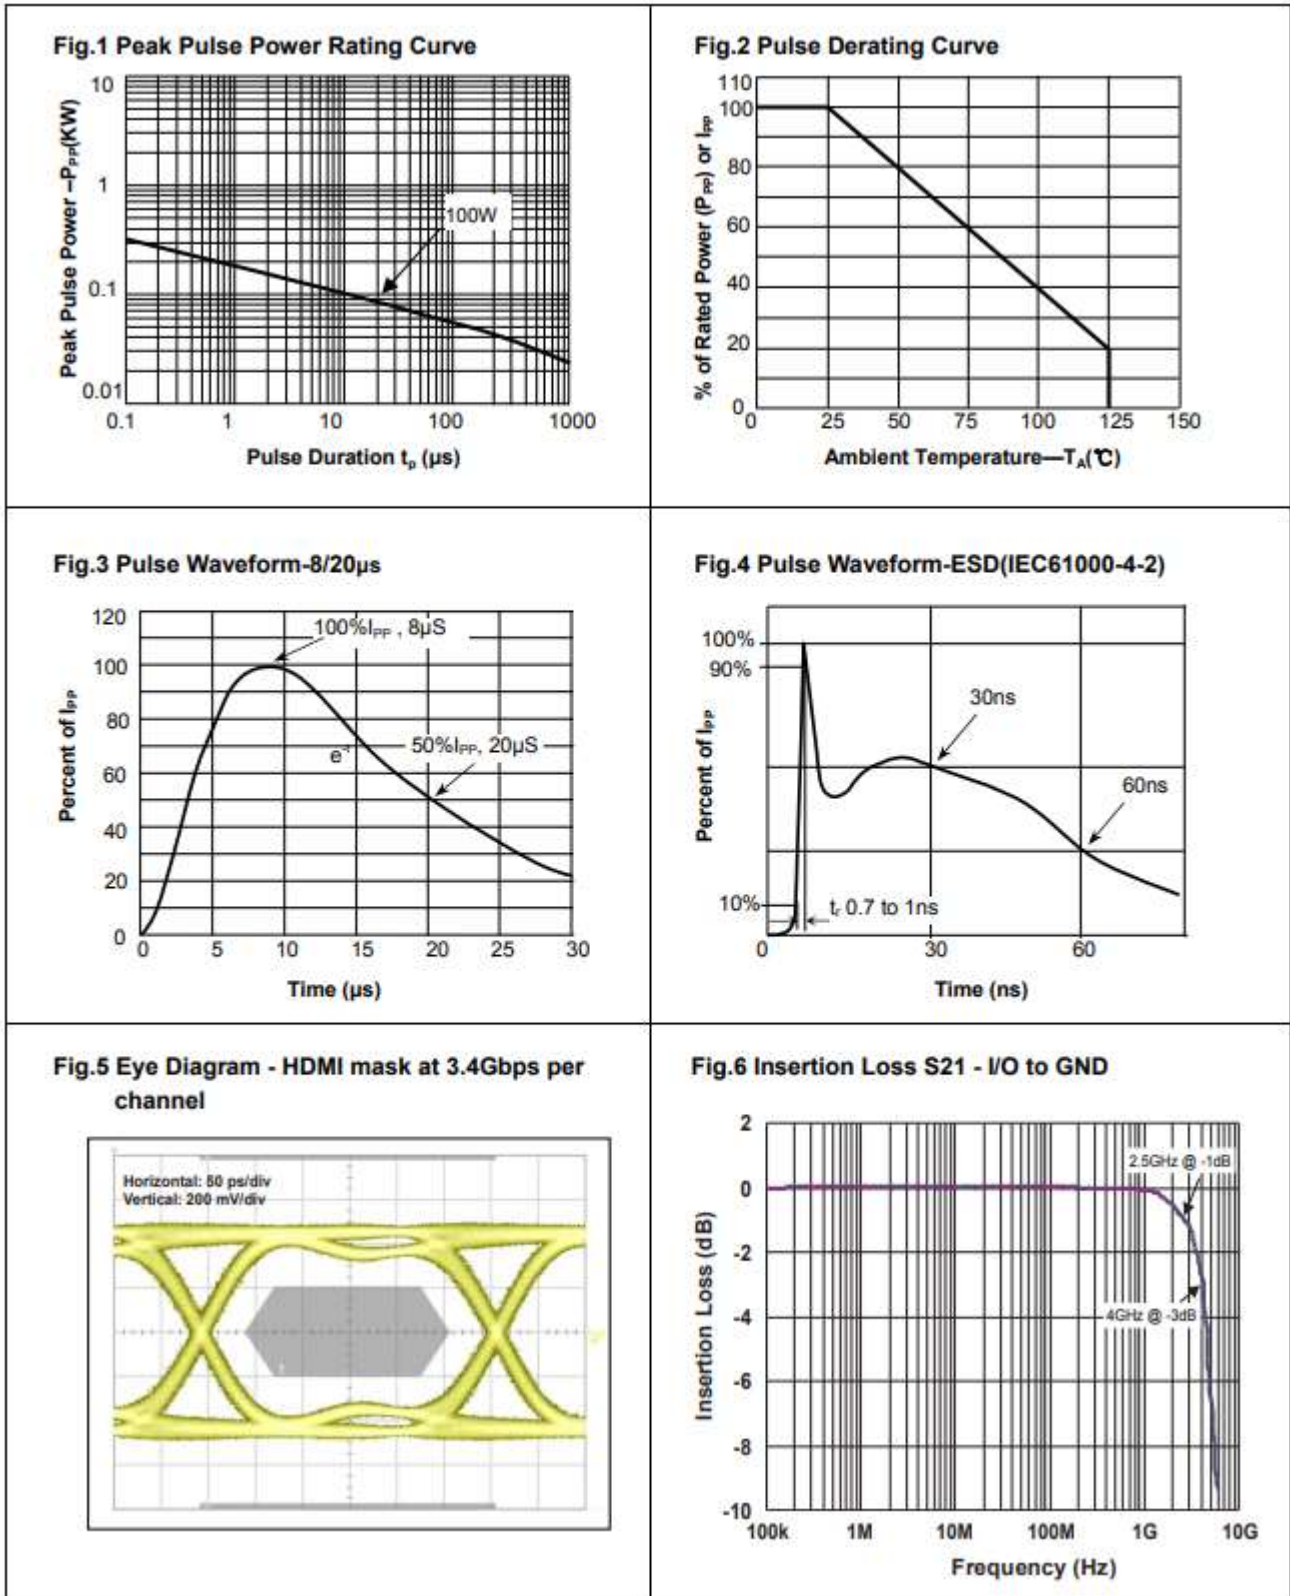 Fig.1 Peak Pulse Power Rating Curve
Peak Pulse Power –PPP(KW)
10
1
0.1
0.01
100W
0.1 1 10 100 1000
Pulse Duration tp (µs)
Fig.2 Pulse Derating Curve
% of Rated Power (PPP) or IPP
110
100
80
60
40
20
0
0 25 50 75 100 125 150
Ambient Temperature—TA(℃)
Fig.3 Pulse Waveform-8/20µs
Percent of IPP
120
100
80
60
40
20
0
100%IPP , 8µS
50%IPP, 20µS
e-t
0 5 10 15 20 25 30
Time (µs)
Fig.4 Pulse Waveform-ESD(IEC61000-4-2)
Percent of IPP
100%
90%
10%
30ns
60ns
tr 0.7 to 1ns
0 30 60
Time (ns)
Fig.5 Eye Diagram - HDMI mask at 3.4Gbps per
channel
Horizontal: 50 ps/div
Vertical: 200 mV/div
Fig.6 Insertion Loss S21 - I/O to GND
Insertion Loss (dB)
2
0
-2
-4
-6
-8
-10
2.5GHz @ -1dB
4GHz @ -3dB
100k 1M 10M 100M 1G 10G
Frequency (Hz)